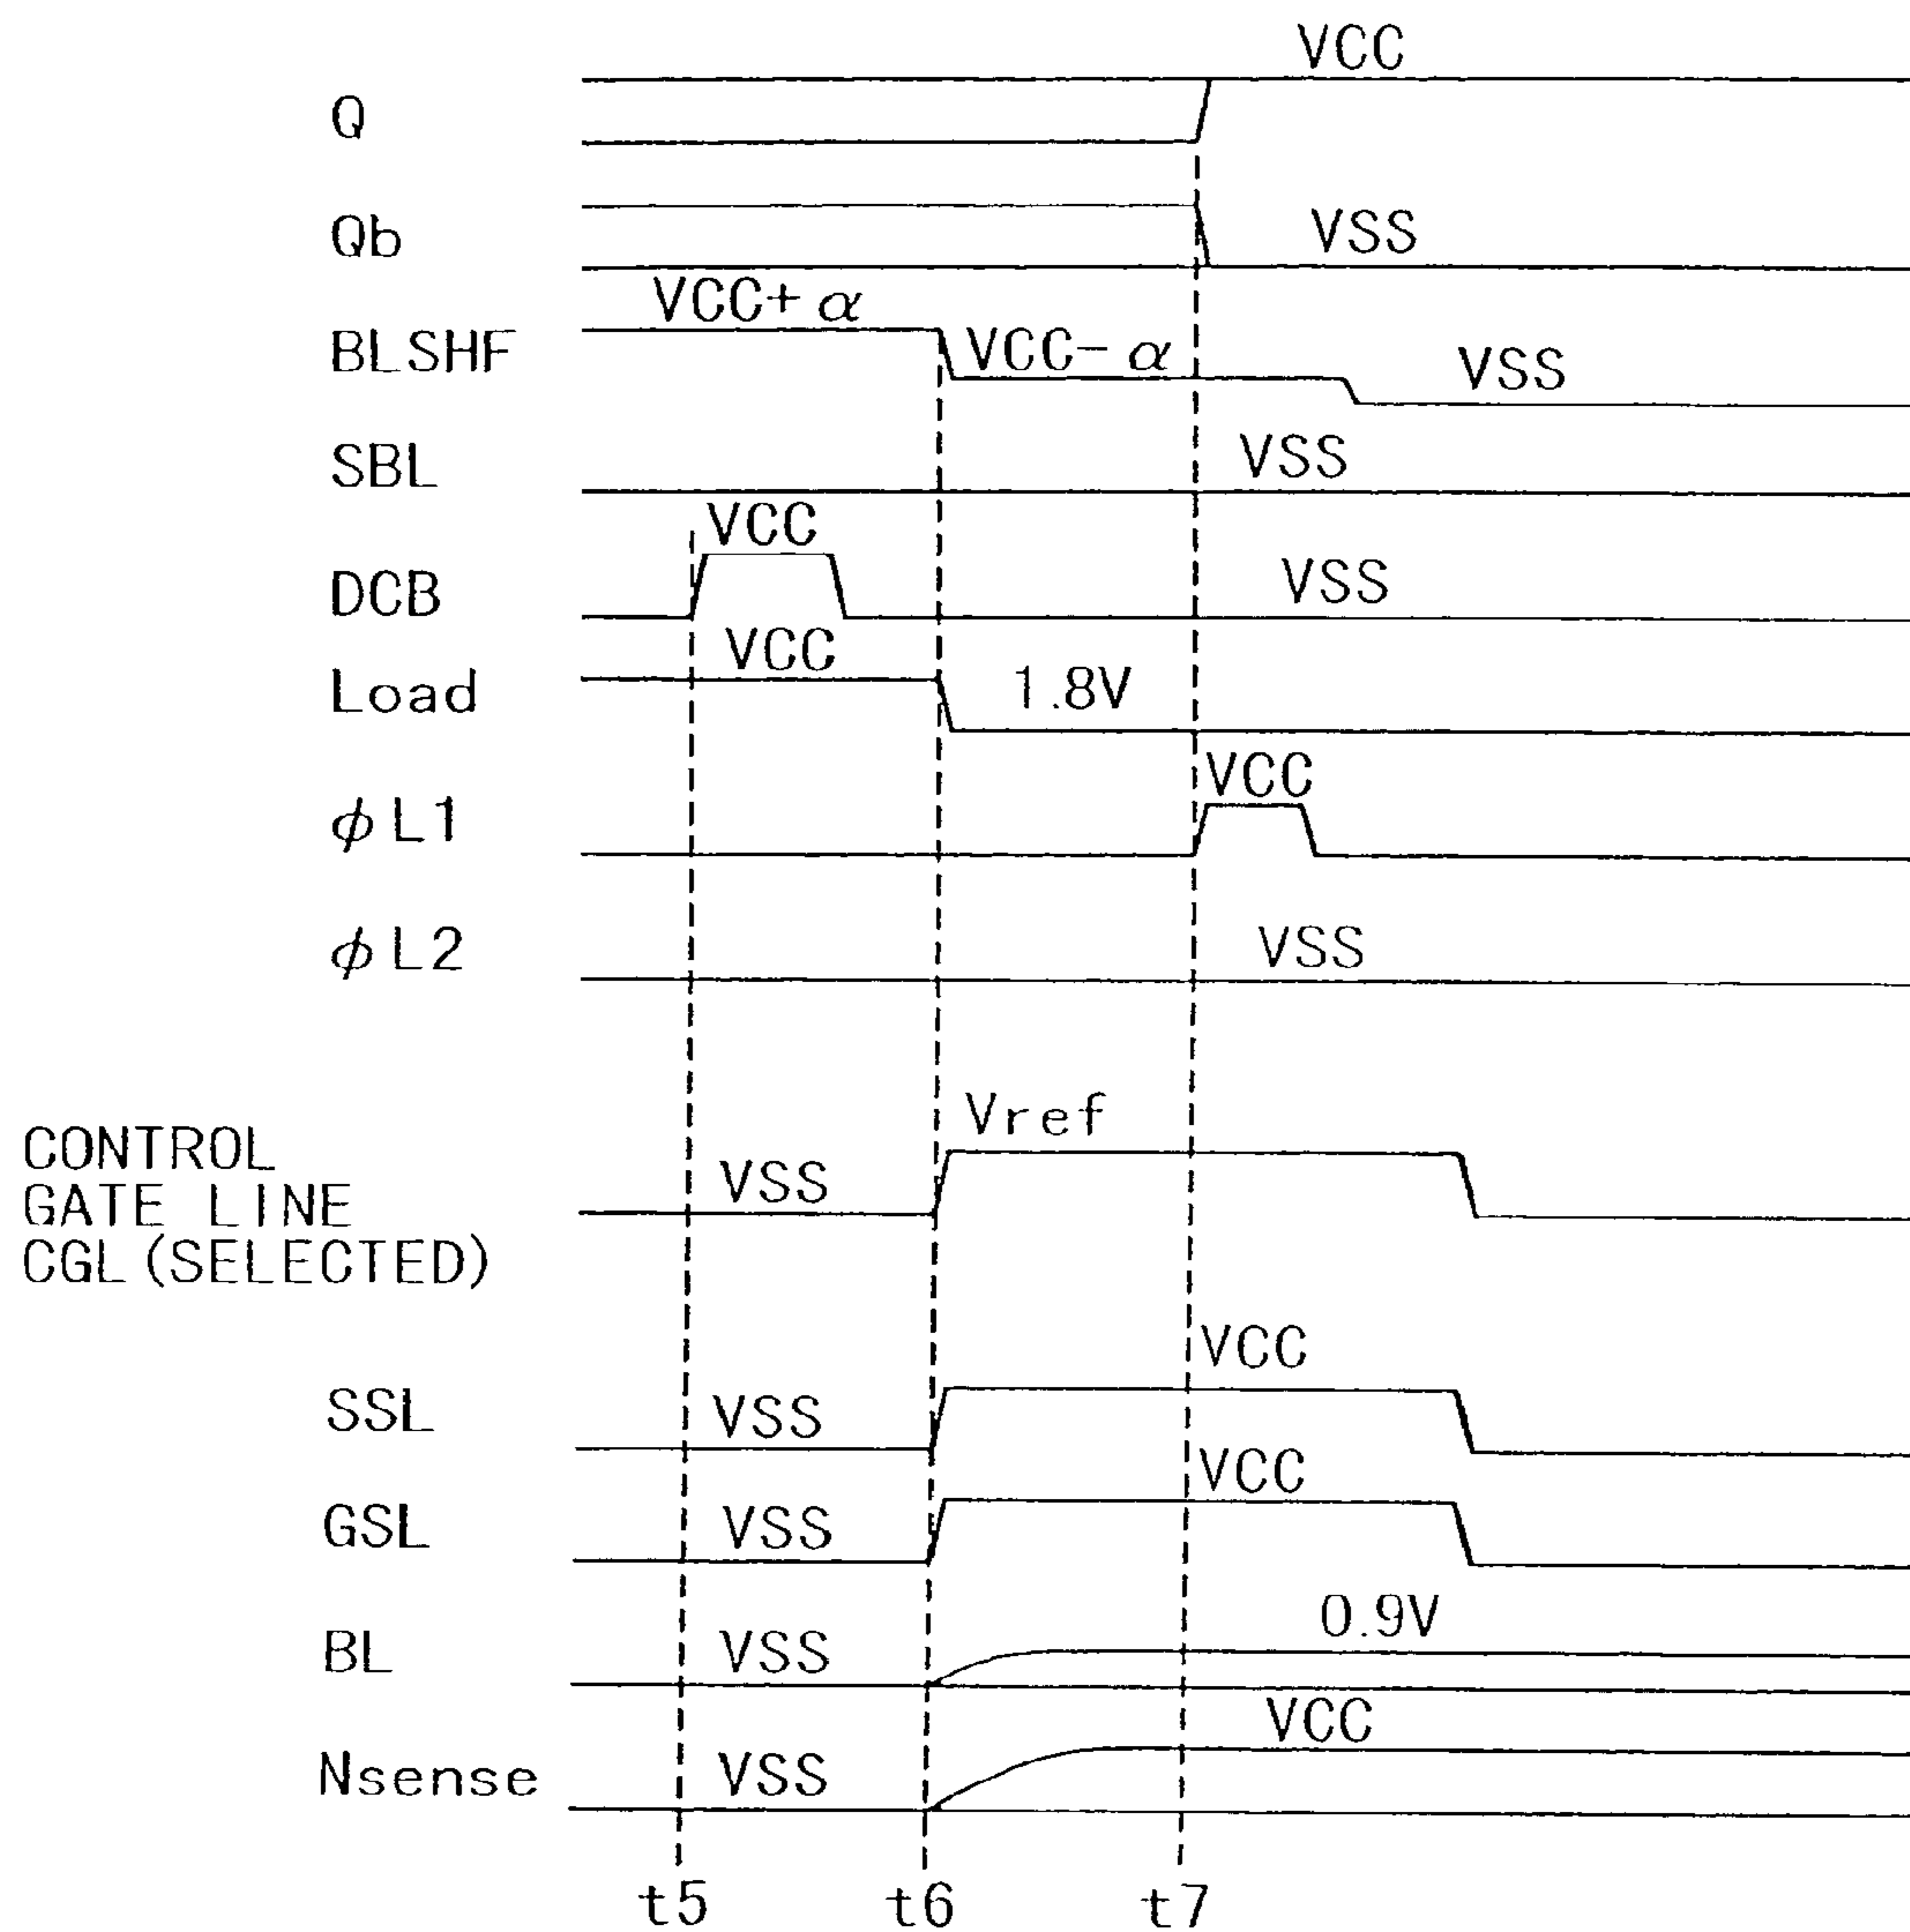 VCC
Q
Qb
VSS
VCC+α
BLSHF
VCC-α
VSS
SBL
VSS
VCC
DCB
VSS
VCC
Load
1.8V
VCC
φL1
φL2
VSS
Vref
CONTROL
GATE LINE
CGL(SELECTED)
VSS
VCC
SSL
VSS
VCC
GSL
VSS
0.9V
BL
VSS
VCC
Nsense
VSS
t5 t6 t7